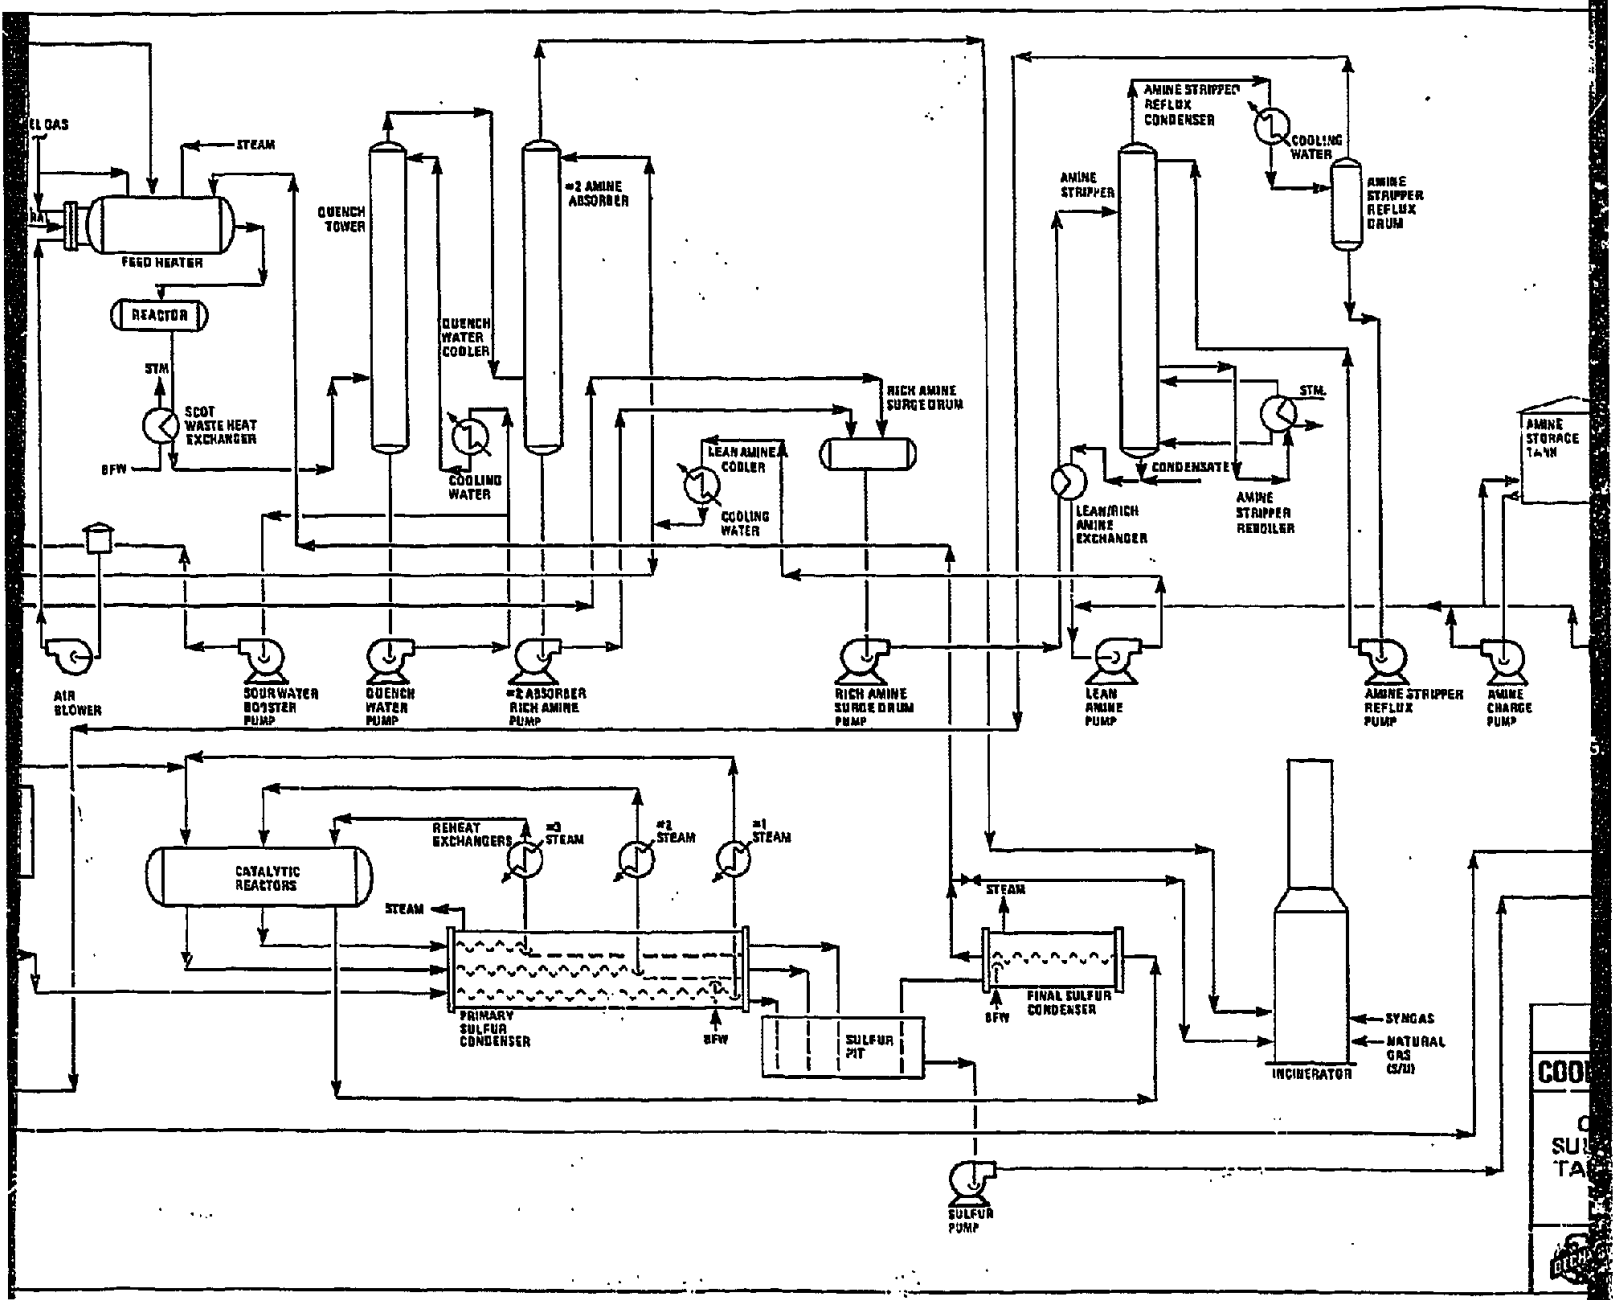 EL GAS
STEAM
FEED HEATER
REACTOR
STM.
SCOT
WASTE HEAT
EXCHANGER
BFW
QUENCH
TOWER
QUENCH
WATER
COOLER
COOLING
WATER
#2 AMINE
ABSORBER
LEAN AMINE
COOLER
COOLING
WATER
RICH AMINE
SURGE DRUM
AMINE STRIPPER
REFLUX
CONDENSER
COOLING
WATER
AMINE
STRIPPER
AMINE
STRIPPER
REFLUX
DRUM
STM.
CONDENSATE
AMINE
STRIPPER
REBOILER
LEAN/RICH
AMINE
EXCHANGER
AMINE
STORAGE
TANK
AIR
BLOWER
SOUR WATER
BOOSTER
PUMP
QUENCH
WATER
PUMP
#2 ABSORBER
RICH AMINE
PUMP
RICH AMINE
SURGE DRUM
PUMP
LEAN
AMINE
PUMP
AMINE STRIPPER
REFLUX
PUMP
AMINE
CHARGE
PUMP
CATALYTIC
REACTORS
REHEAT
EXCHANGERS
#3
STEAM
#2
STEAM
#1
STEAM
STEAM
PRIMARY
SULFUR
CONDENSER
BFW
SULFUR
PIT
STEAM
BFW
FINAL SULFUR
CONDENSER
SYNGAS
NATURAL
GAS
(S/U)
INCINERATOR
SULFUR
PUMP
COOL
SU
TA